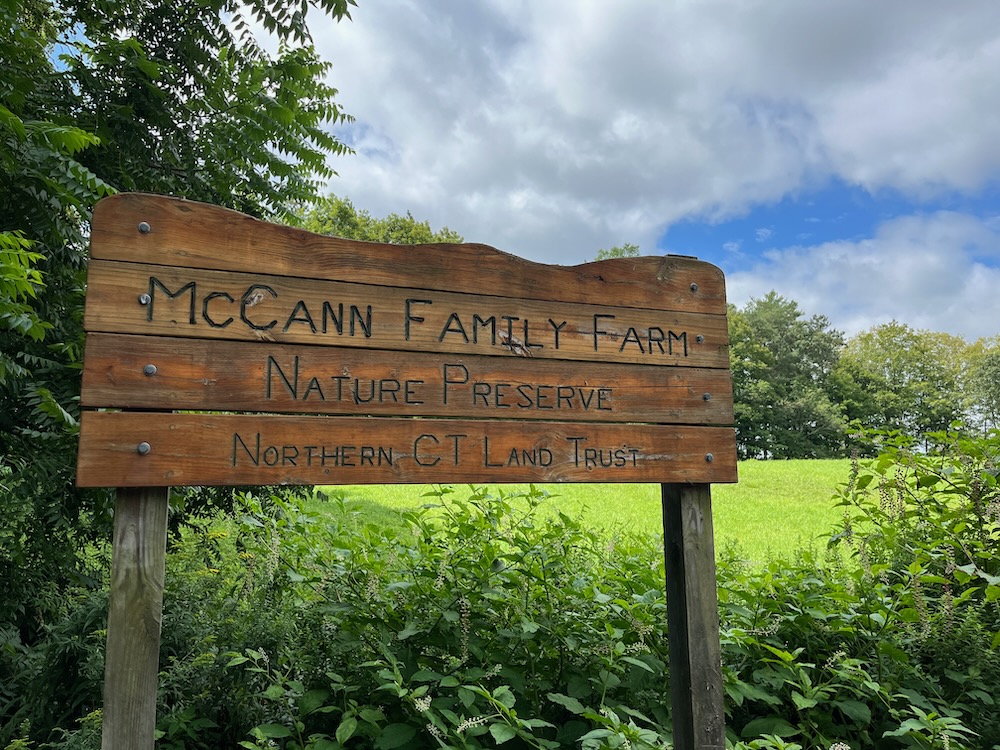 McCann Family Farm
Nature Preserve
Northern CT Land Trust